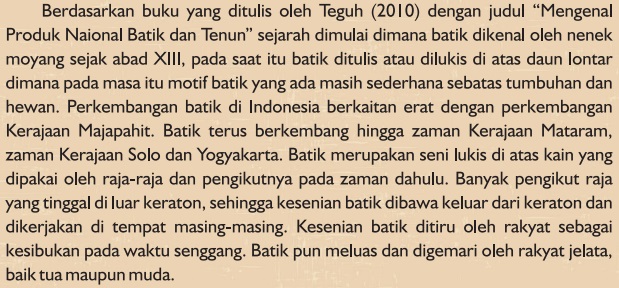 Berdasarkan buku yang ditulis oleh Teguh (2010) dengan judul “Mengenal
Produk Naional Batik dan Tenun” sejarah dimulai dimana batik dikenal oleh nenek
moyang sejak abad XIII, pada saat itu batik ditulis atau dilukis di atas daun lontar
dimana pada masa itu motif batik yang ada masih sederhana sebatas tumbuhan dan
hewan. Perkembangan batik di Indonesia berkaitan erat dengan perkembangan
Kerajaan Majapahit. Batik terus berkembang hingga zaman Kerajaan Mataram,
zaman Kerajaan Solo dan Yogyakarta. Batik merupakan seni lukis di atas kain yang
dipakai oleh raja-raja dan pengikutnya pada zaman dahulu. Banyak pengikut raja
yang tinggal di luar keraton, sehingga kesenian batik dibawa keluar dari keraton dan
dikerjakan di tempat masing-masing. Kesenian batik ditiru oleh rakyat sebagai
kesibukan pada waktu senggang. Batik pun meluas dan digemari oleh rakyat jelata,
baik tua maupun muda.